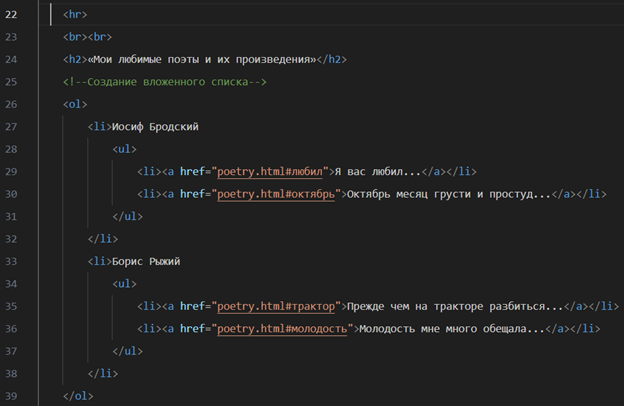 22 <hr>
23 <br><br>
24 <h2>«Мои любимые поэты и их произведения»</h2>
25 <!--Создание вложенного списка-->
26 <ol>
27 <li>Иосиф Бродский
28 <ul>
29 <li><a href="poetry.html#любил">Я вас любил...</a></li>
30 <li><a href="poetry.html#октябрь">Октябрь месяц грусти и простуд...</a></li>
31 </ul>
32 </li>
33 <li>Борис Рыжий
34 <ul>
35 <li><a href="poetry.html#трактор">Прежде чем на тракторе разбиться...</a></li>
36 <li><a href="poetry.html#молодость">Молодость мне много обещала...</a></li>
37 </ul>
38 </li>
39 </ol>